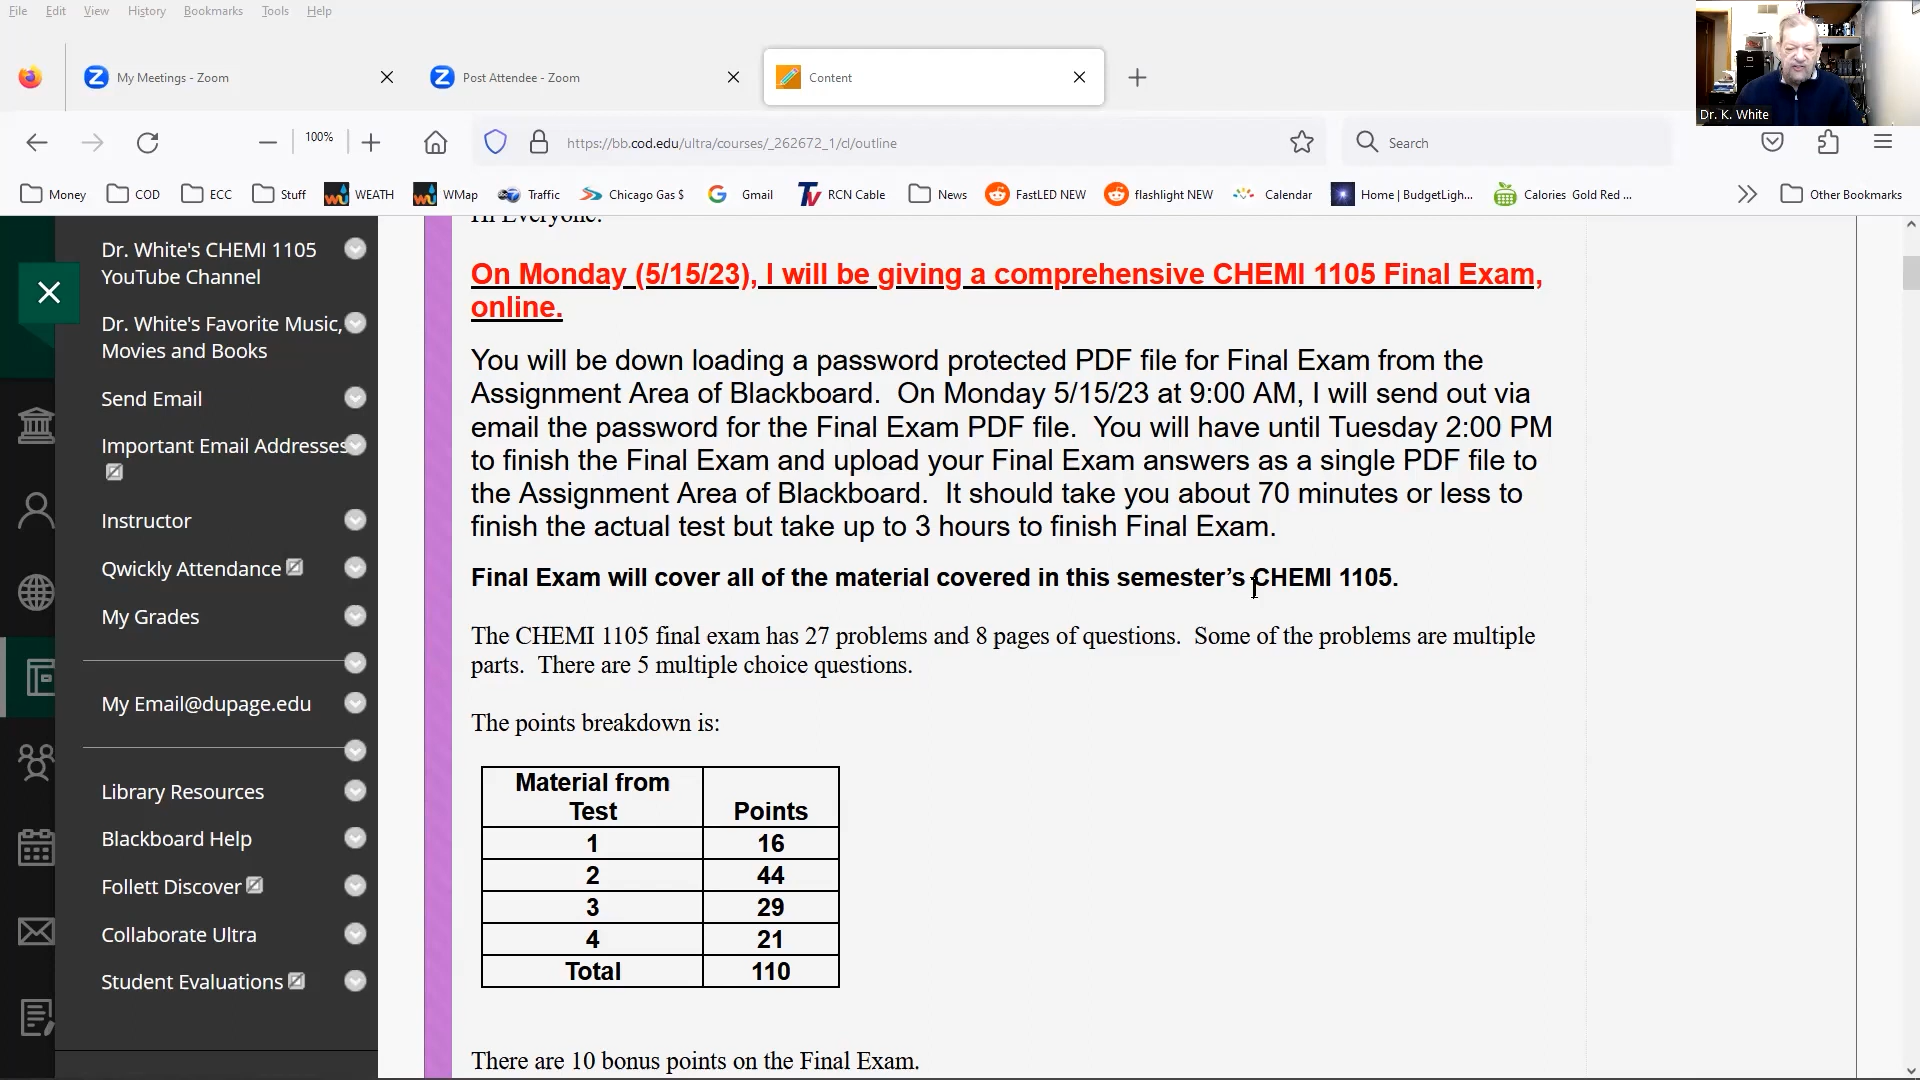 File Edit View History Bookmarks Tools Help
My Meetings - Zoom
Post Attendee - Zoom
Content
Dr. K. White
100%
https://bb.cod.edu/ultra/courses/_262672_1/cl/outline
Search
Money COD ECC Stuff WEATH WMap Traffic Chicago Gas $ Gmail RCN Cable News FastLED NEW flashlight NEW Calendar Home | BudgetLigh... Calories Gold Red ... Other Bookmarks
Dr. White's CHEMI 1105
YouTube Channel
Dr. White's Favorite Music,
Movies and Books
Send Email
Important Email Addresses
Instructor
Qwickly Attendance
My Grades
My Email@dupage.edu
Library Resources
Blackboard Help
Follett Discover
Collaborate Ultra
Student Evaluations
Hi Everyone:
On Monday (5/15/23), I will be giving a comprehensive CHEMI 1105 Final Exam,
online.
You will be down loading a password protected PDF file for Final Exam from the
Assignment Area of Blackboard. On Monday 5/15/23 at 9:00 AM, I will send out via
email the password for the Final Exam PDF file. You will have until Tuesday 2:00 PM
to finish the Final Exam and upload your Final Exam answers as a single PDF file to
the Assignment Area of Blackboard. It should take you about 70 minutes or less to
finish the actual test but take up to 3 hours to finish Final Exam.
Final Exam will cover all of the material covered in this semester’s CHEMI 1105.
The CHEMI 1105 final exam has 27 problems and 8 pages of questions. Some of the problems are multiple
parts. There are 5 multiple choice questions.
The points breakdown is:
Material from
Test Points
1 16
2 44
3 29
4 21
Total 110
There are 10 bonus points on the Final Exam.